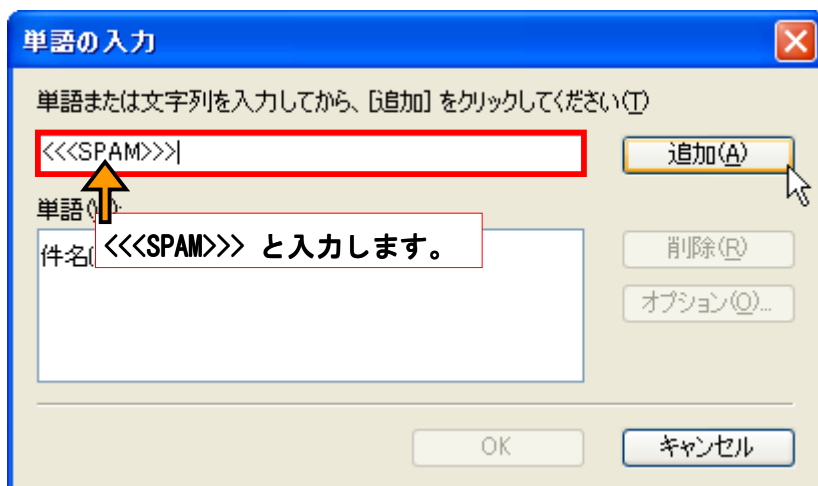 単語の入力
単語または文字列を入力してから、[追加] をクリックしてください(T)
<<<SPAM>>>
追加(A)
単語
<<<SPAM>>> と入力します。
件名
削除(R)
オプション(O)...
OK
キャンセル